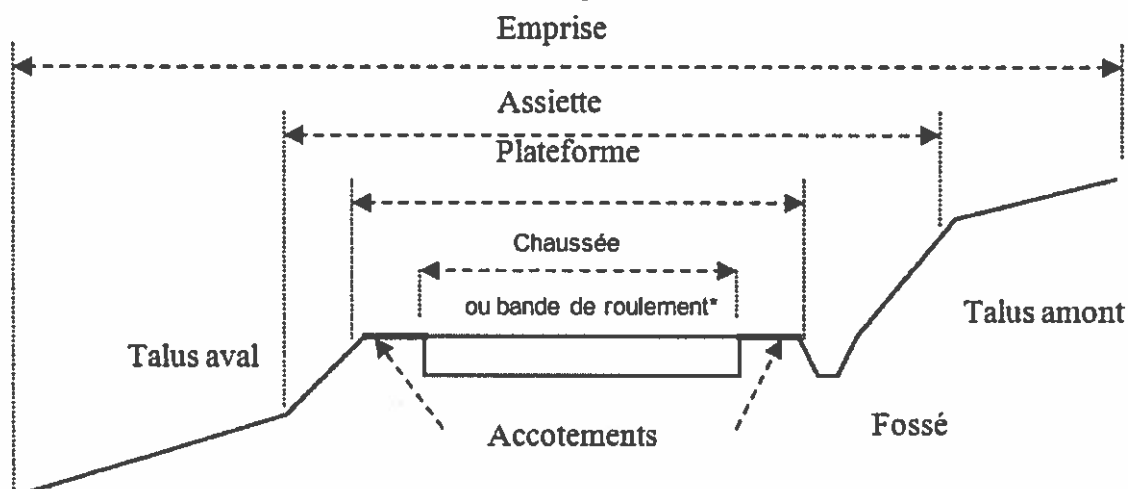 Emprise
Assiette
Plateforme
Chaussée
ou bande de roulement*
Talus amont
Talus aval
Accotements
Fossé